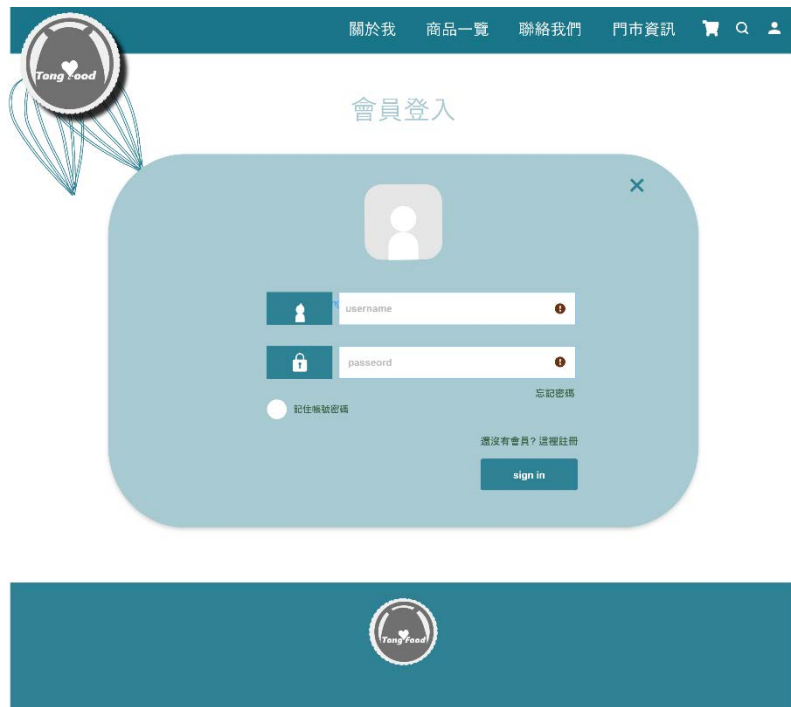 關於我 商品一覽 聯絡我們 門市資訊
Tong Food
會員登入
username
passeord
忘記密碼
記住帳號密碼
還沒有會員? 這裡註冊
sign in
Tong Food